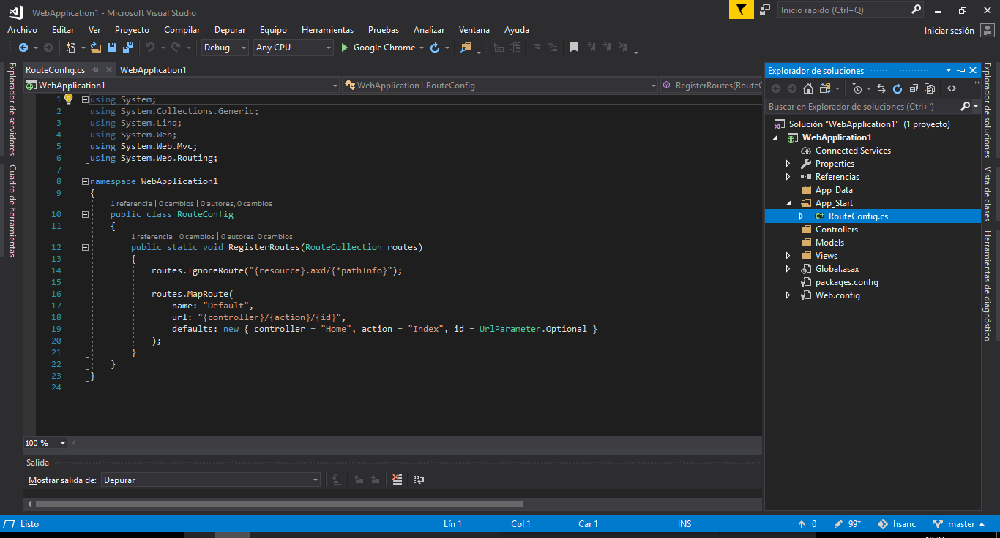 WebApplication1 - Microsoft Visual Studio
Inicio rápido (Ctrl+Q)
Archivo Editar Ver Proyecto Compilar Depurar Equipo Herramientas Pruebas Analizar Ventana Ayuda
Iniciar sesión
Debug Any CPU Google Chrome
Explorador de servidores
Cuadro de herramientas
RouteConfig.cs WebApplication1
WebApplication1 WebApplication1.RouteConfig RegisterRoutes(RouteC
1 using System;
2 using System.Collections.Generic;
3 using System.Linq;
4 using System.Web;
5 using System.Web.Mvc;
6 using System.Web.Routing;
7
8 namespace WebApplication1
9 {
1 referencia | 0 cambios | 0 autores, 0 cambios
10 public class RouteConfig
11 {
1 referencia | 0 cambios | 0 autores, 0 cambios
12 public static void RegisterRoutes(RouteCollection routes)
13 {
14 routes.IgnoreRoute("{resource}.axd/{*pathInfo}");
15
16 routes.MapRoute(
17 name: "Default",
18 url: "{controller}/{action}/{id}",
19 defaults: new { controller = "Home", action = "Index", id = UrlParameter.Optional }
20 );
21 }
22 }
23 }
24
100 %
Salida
Mostrar salida de: Depurar
Explorador de soluciones
Buscar en Explorador de soluciones (Ctrl+`)
Solución "WebApplication1" (1 proyecto)
WebApplication1
Connected Services
Properties
Referencias
App_Data
App_Start
C# RouteConfig.cs
Controllers
Models
Views
Global.asax
packages.config
Web.config
Explorador de soluciones
Vista de clases
Herramientas de diagnóstico
Listo Lín 1 Col 1 Car 1 INS 0 99* hsanc master